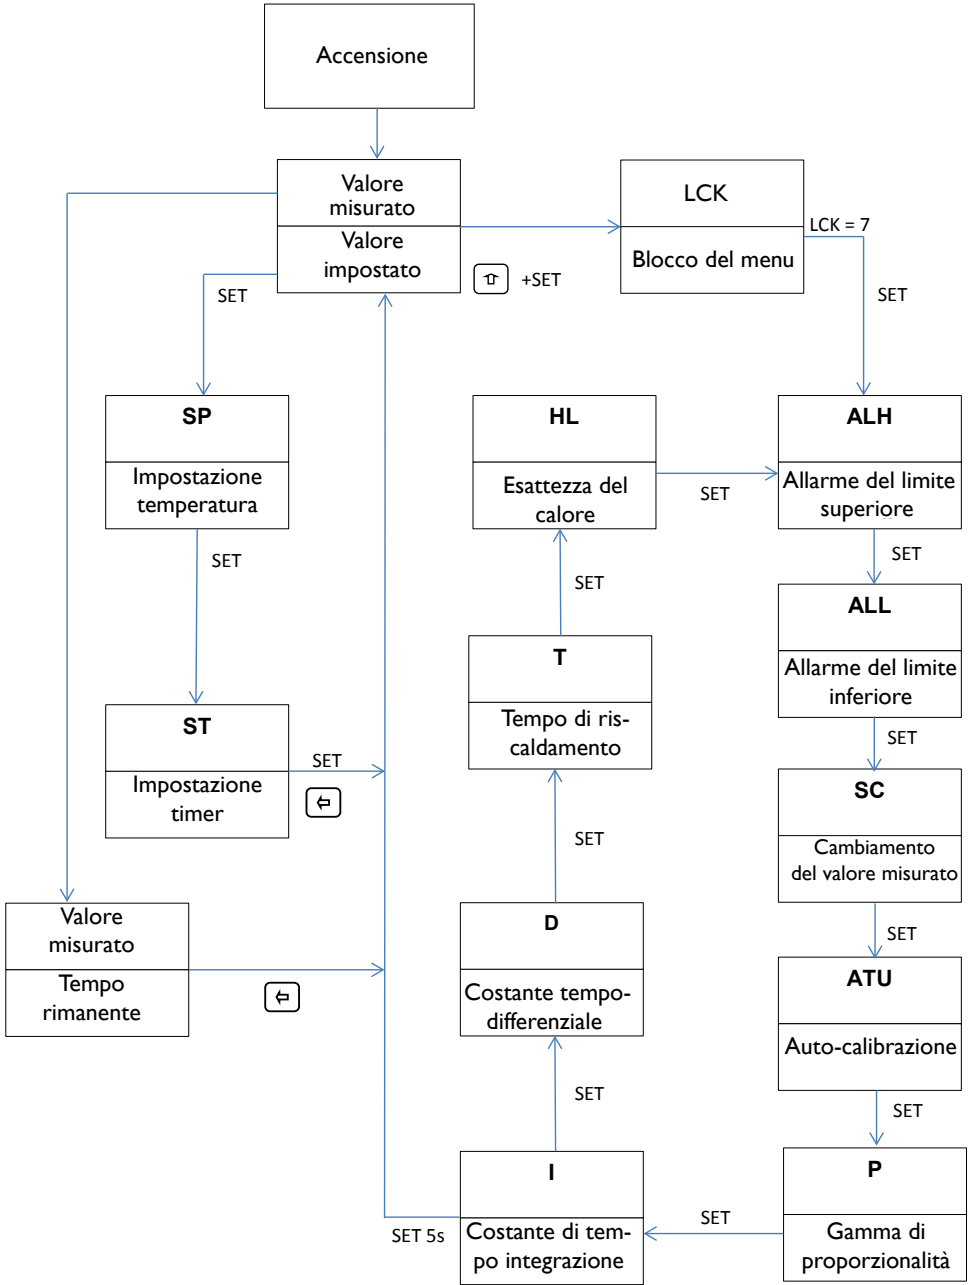 Accensione
Valore
misurato
Valore
impostato
LCK
Blocco del menu
LCK = 7
+SET
SET
SET
SP
Impostazione
temperatura
HL
Esattezza del
calore
SET
ALH
Allarme del limite
superiore
SET
SET
SET
ALL
Allarme del limite
inferiore
T
Tempo di ris-
caldamento
ST
Impostazione
timer
SET
SET
SC
Cambiamento
del valore misurato
SET
Valore
misurato
Tempo
rimanente
D
Costante tempo-
differenziale
SET
ATU
Auto-calibrazione
SET
SET
I
Costante di tem-
po integrazione
SET 5s
SET
P
Gamma di
proporzionalità